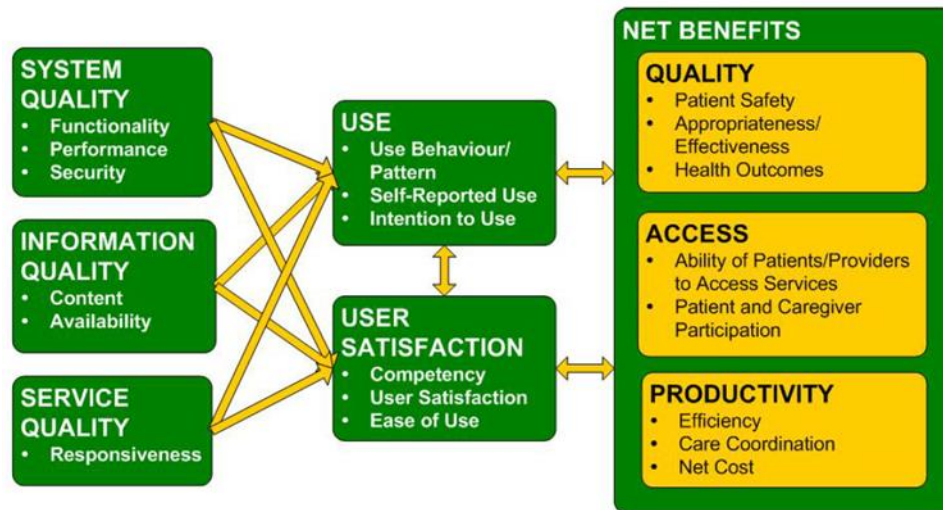 SYSTEM
QUALITY
• Functionality
• Performance
• Security
INFORMATION
QUALITY
• Content
• Availability
SERVICE
QUALITY
• Responsiveness
USE
• Use Behaviour/
Pattern
• Self-Reported Use
• Intention to Use
USER
SATISFACTION
• Competency
• User Satisfaction
• Ease of Use
NET BENEFITS
QUALITY
• Patient Safety
• Appropriateness/
Effectiveness
• Health Outcomes
ACCESS
• Ability of Patients/Providers
to Access Services
• Patient and Caregiver
Participation
PRODUCTIVITY
• Efficiency
• Care Coordination
• Net Cost